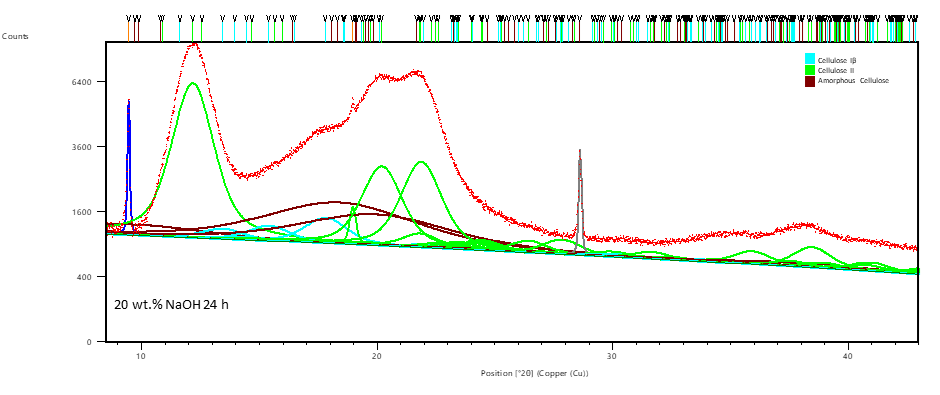 Counts
6400
3600
1600
400
0
Cellulose Iβ
Cellulose II
Amorphous Cellulose
20 wt.% NaOH 24 h
10
20
30
40
Position [°2θ] (Copper (Cu))